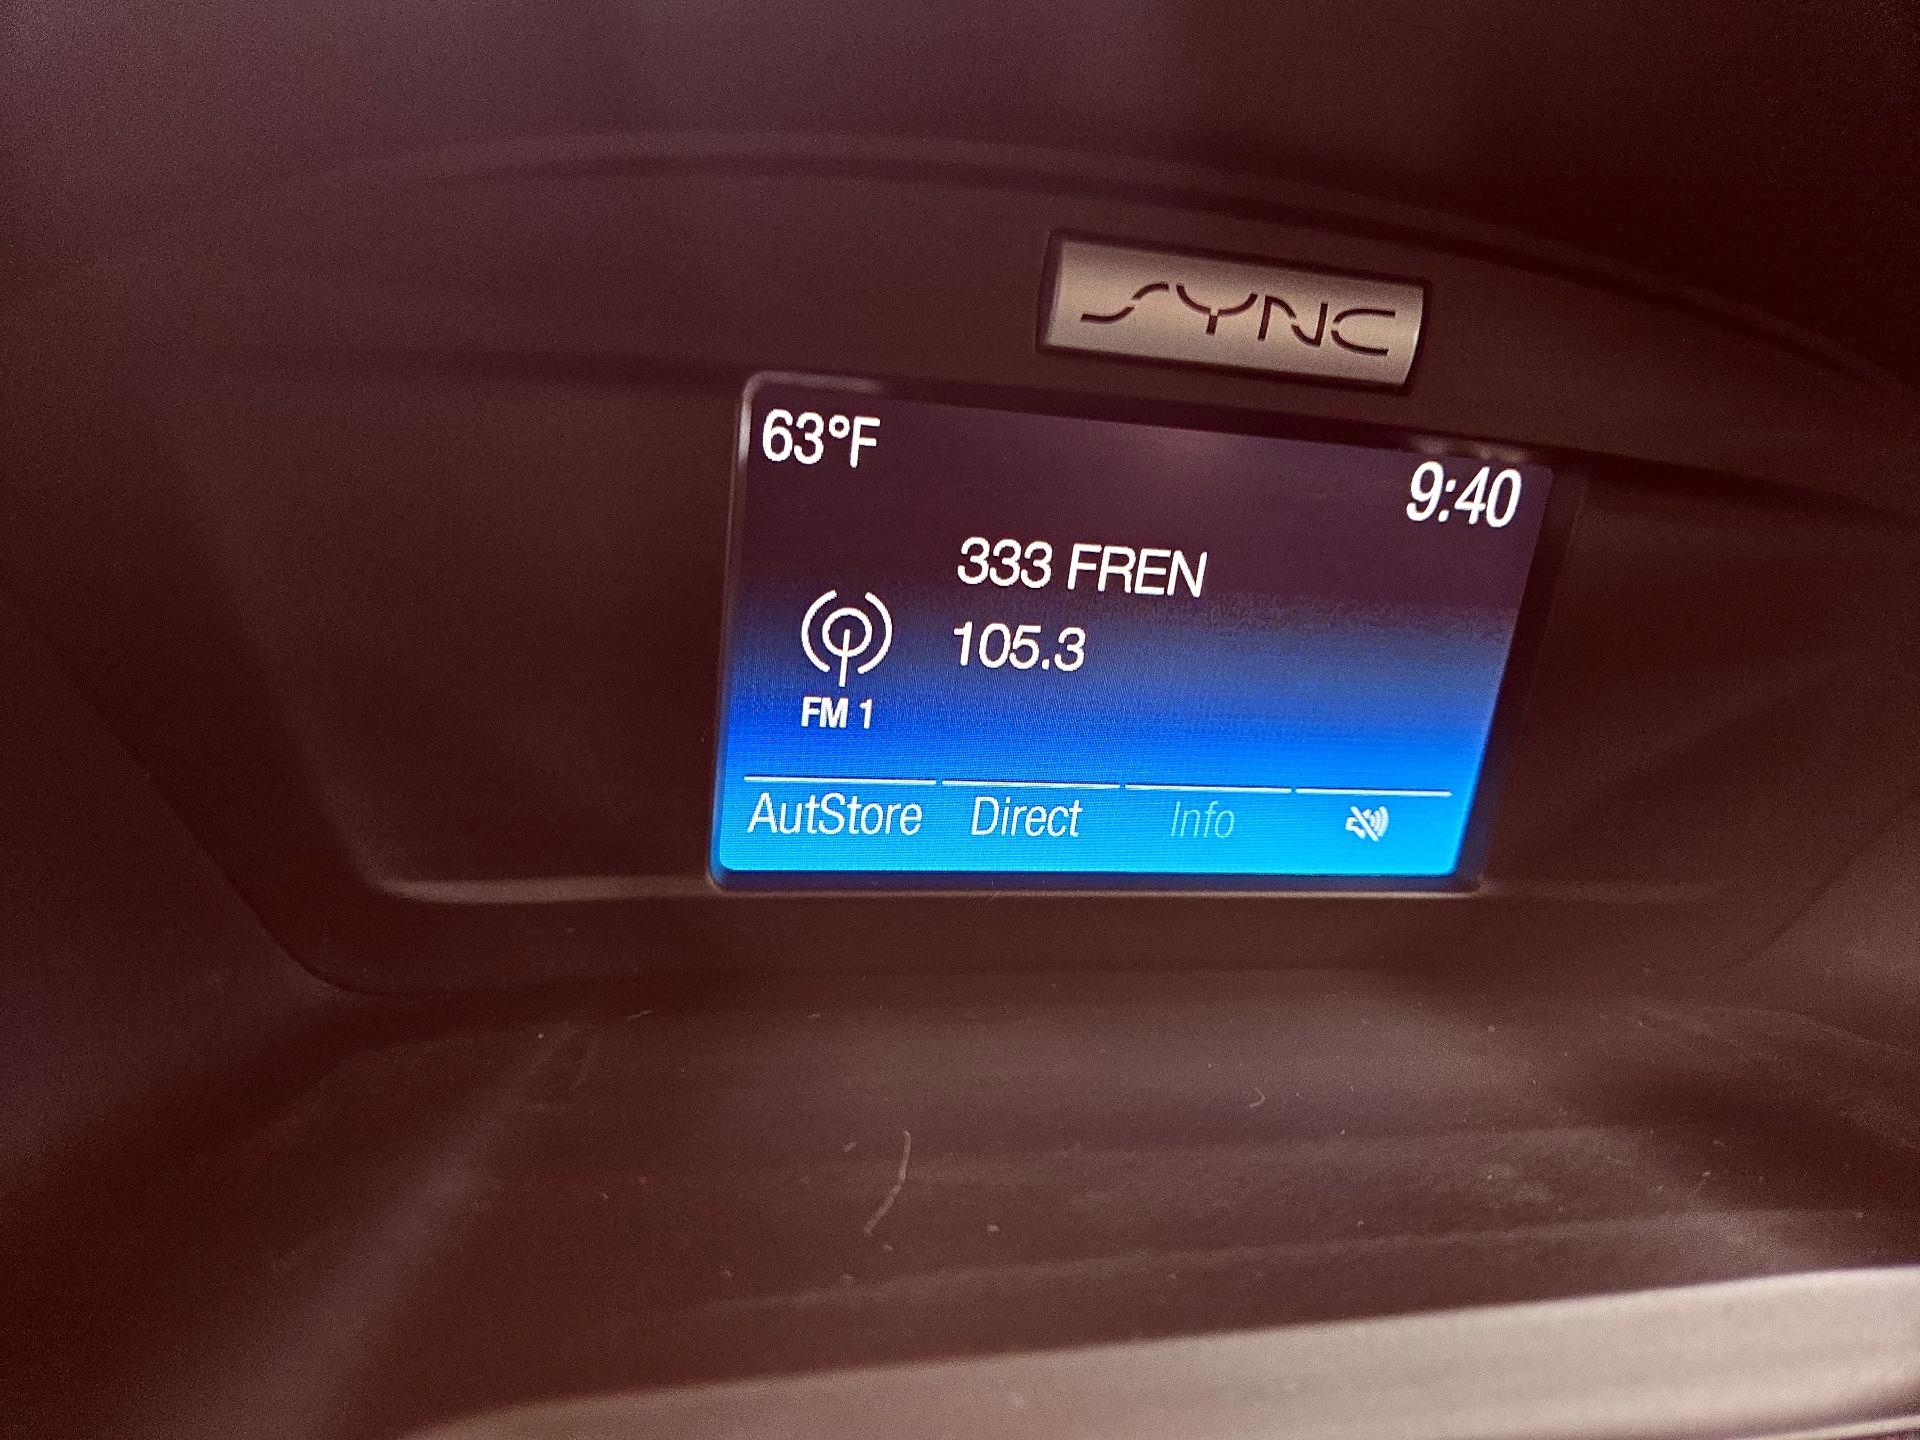 SYNC
63°F
9:40
333 FREN
105.3
FM 1
AutStore Direct Info